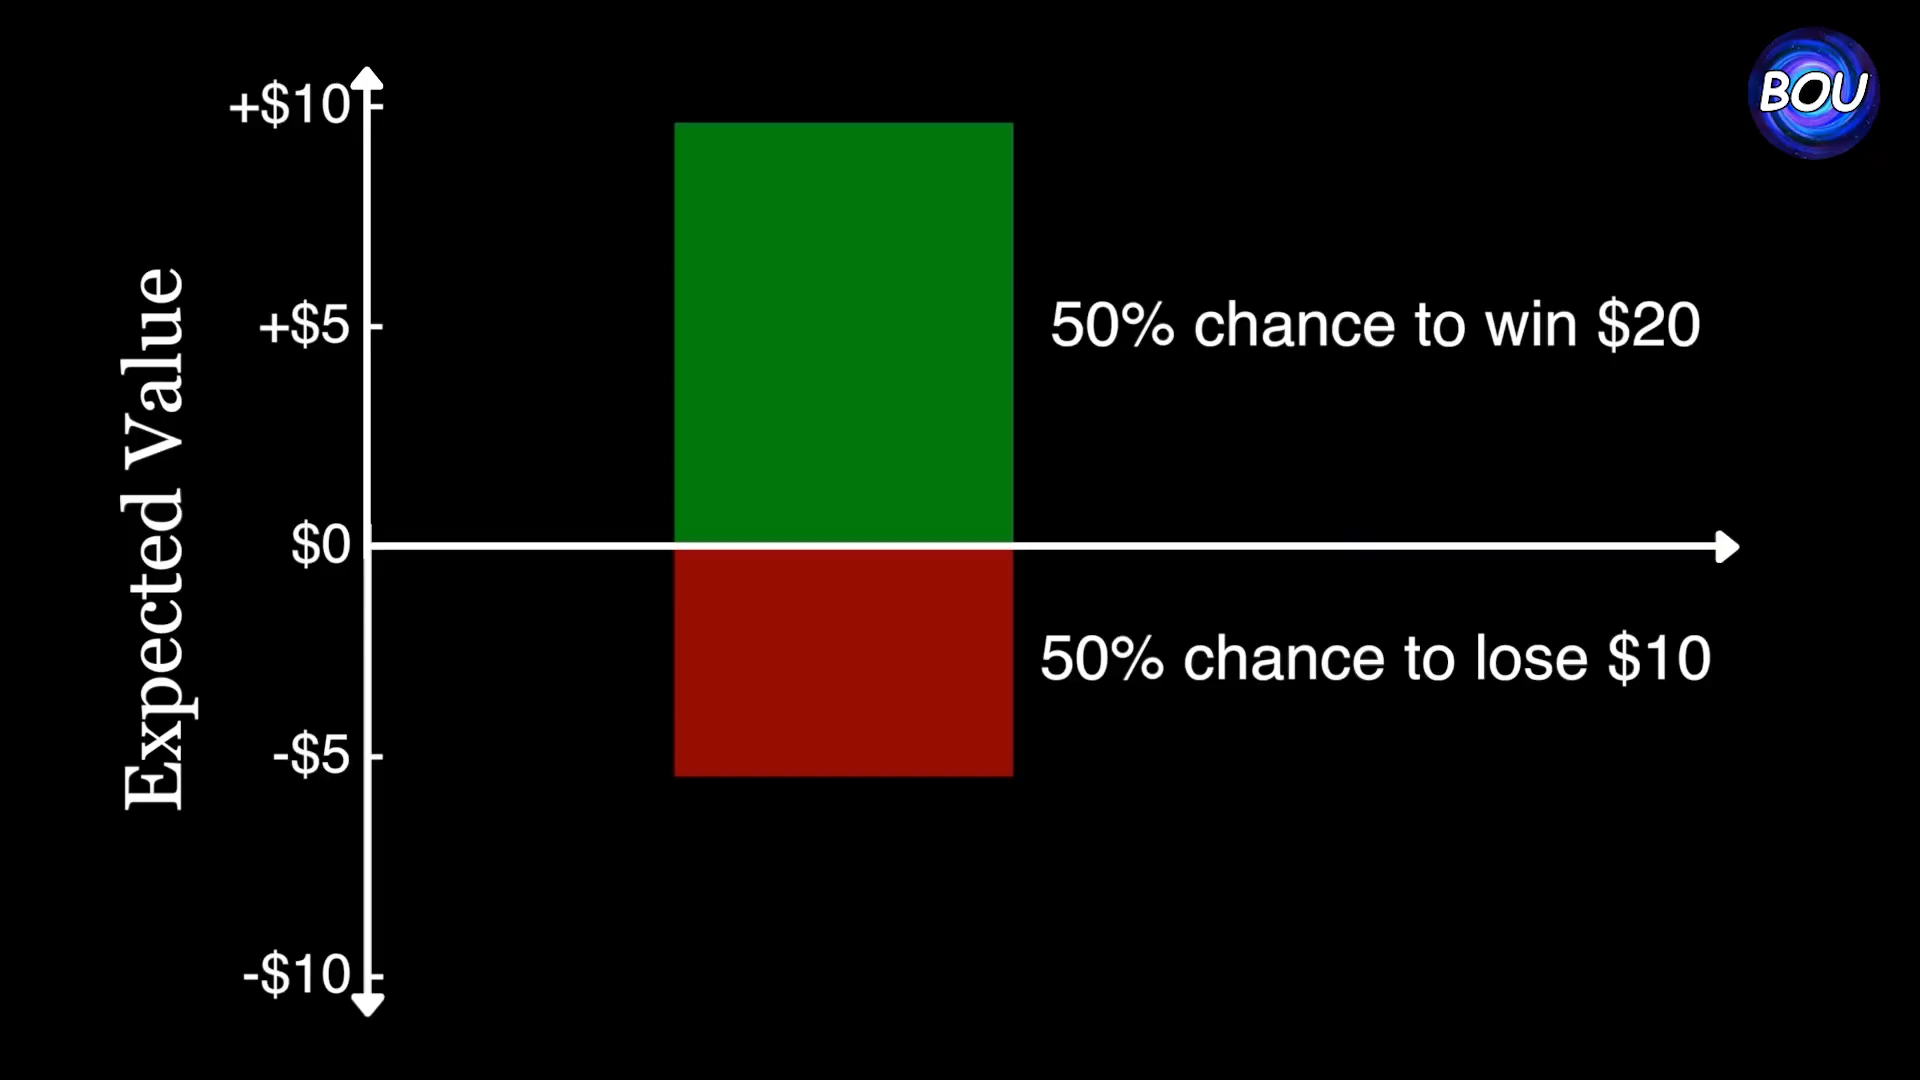 BOU
+$10
+$5
50% chance to win $20
Expected Value
$0
50% chance to lose $10
-$5
-$10